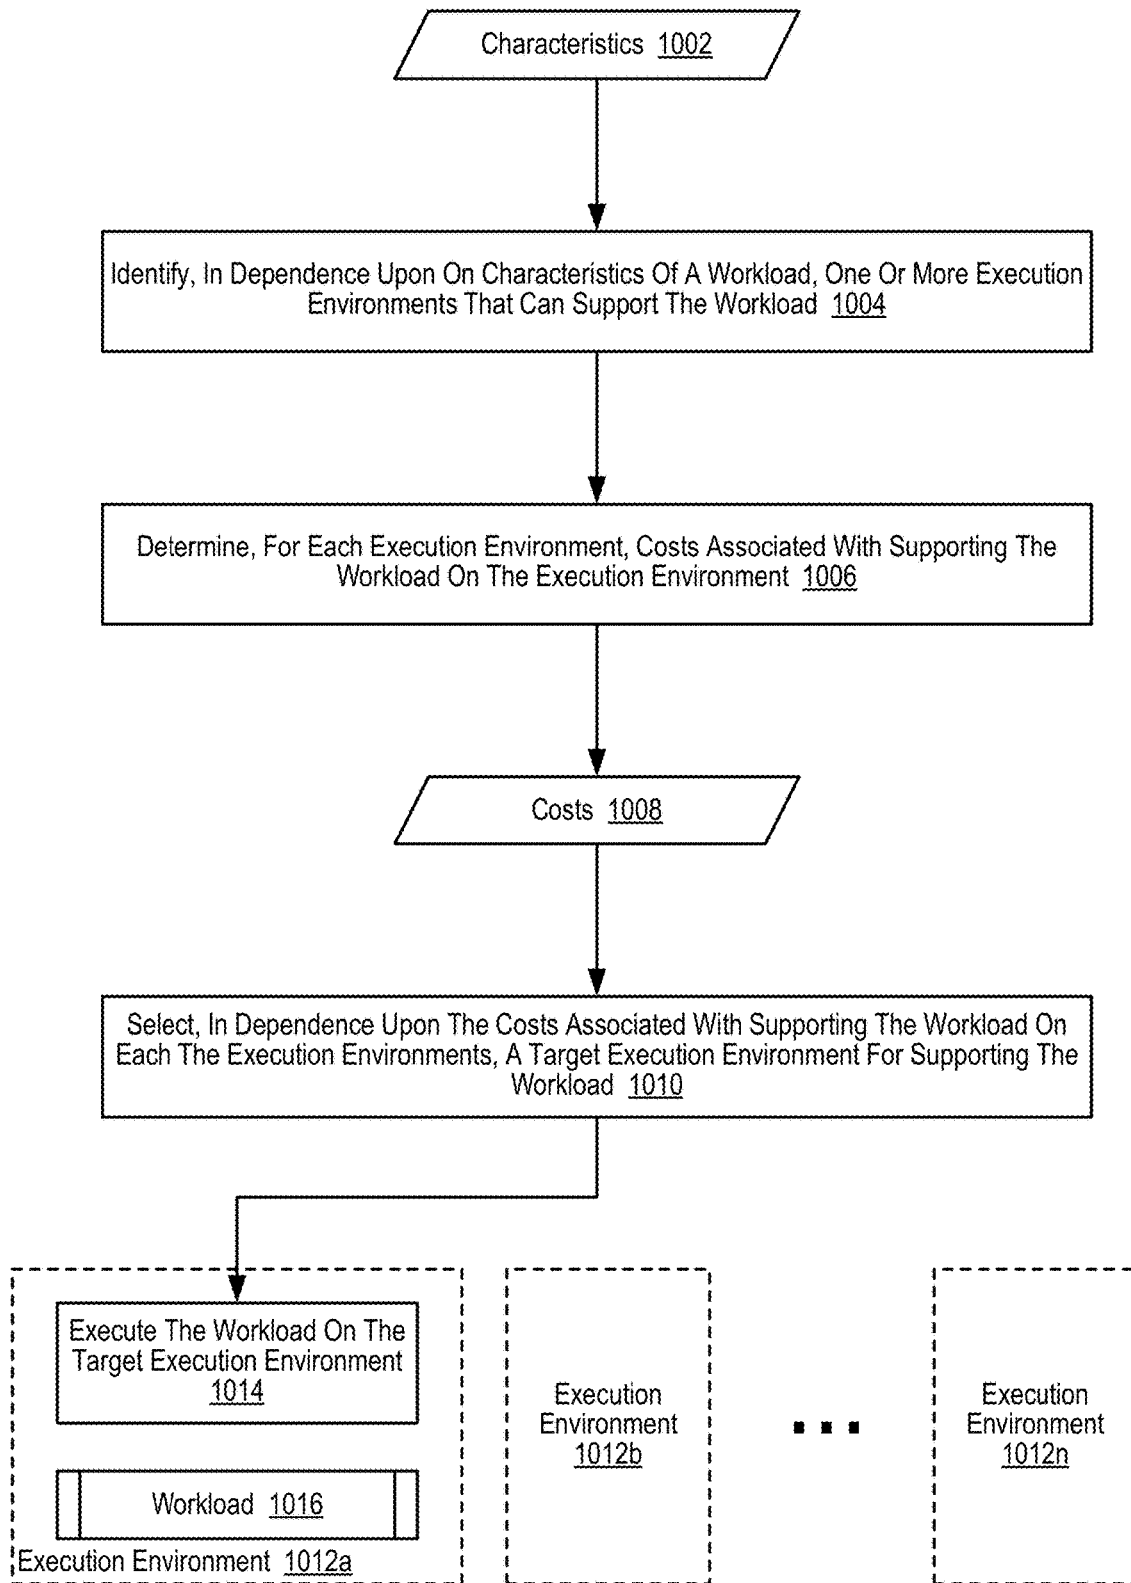 Characteristics 1002
Identify, In Dependence Upon On Characteristics Of A Workload, One Or More Execution
Environments That Can Support The Workload 1004
Determine, For Each Execution Environment, Costs Associated With Supporting The
Workload On The Execution Environment 1006
Costs 1008
Select, In Dependence Upon The Costs Associated With Supporting The Workload On
Each The Execution Environments, A Target Execution Environment For Supporting The
Workload 1010
Execute The Workload On The
Target Execution Environment
1014
Workload 1016
Execution Environment 1012a
Execution
Environment
1012b
Execution
Environment
1012n